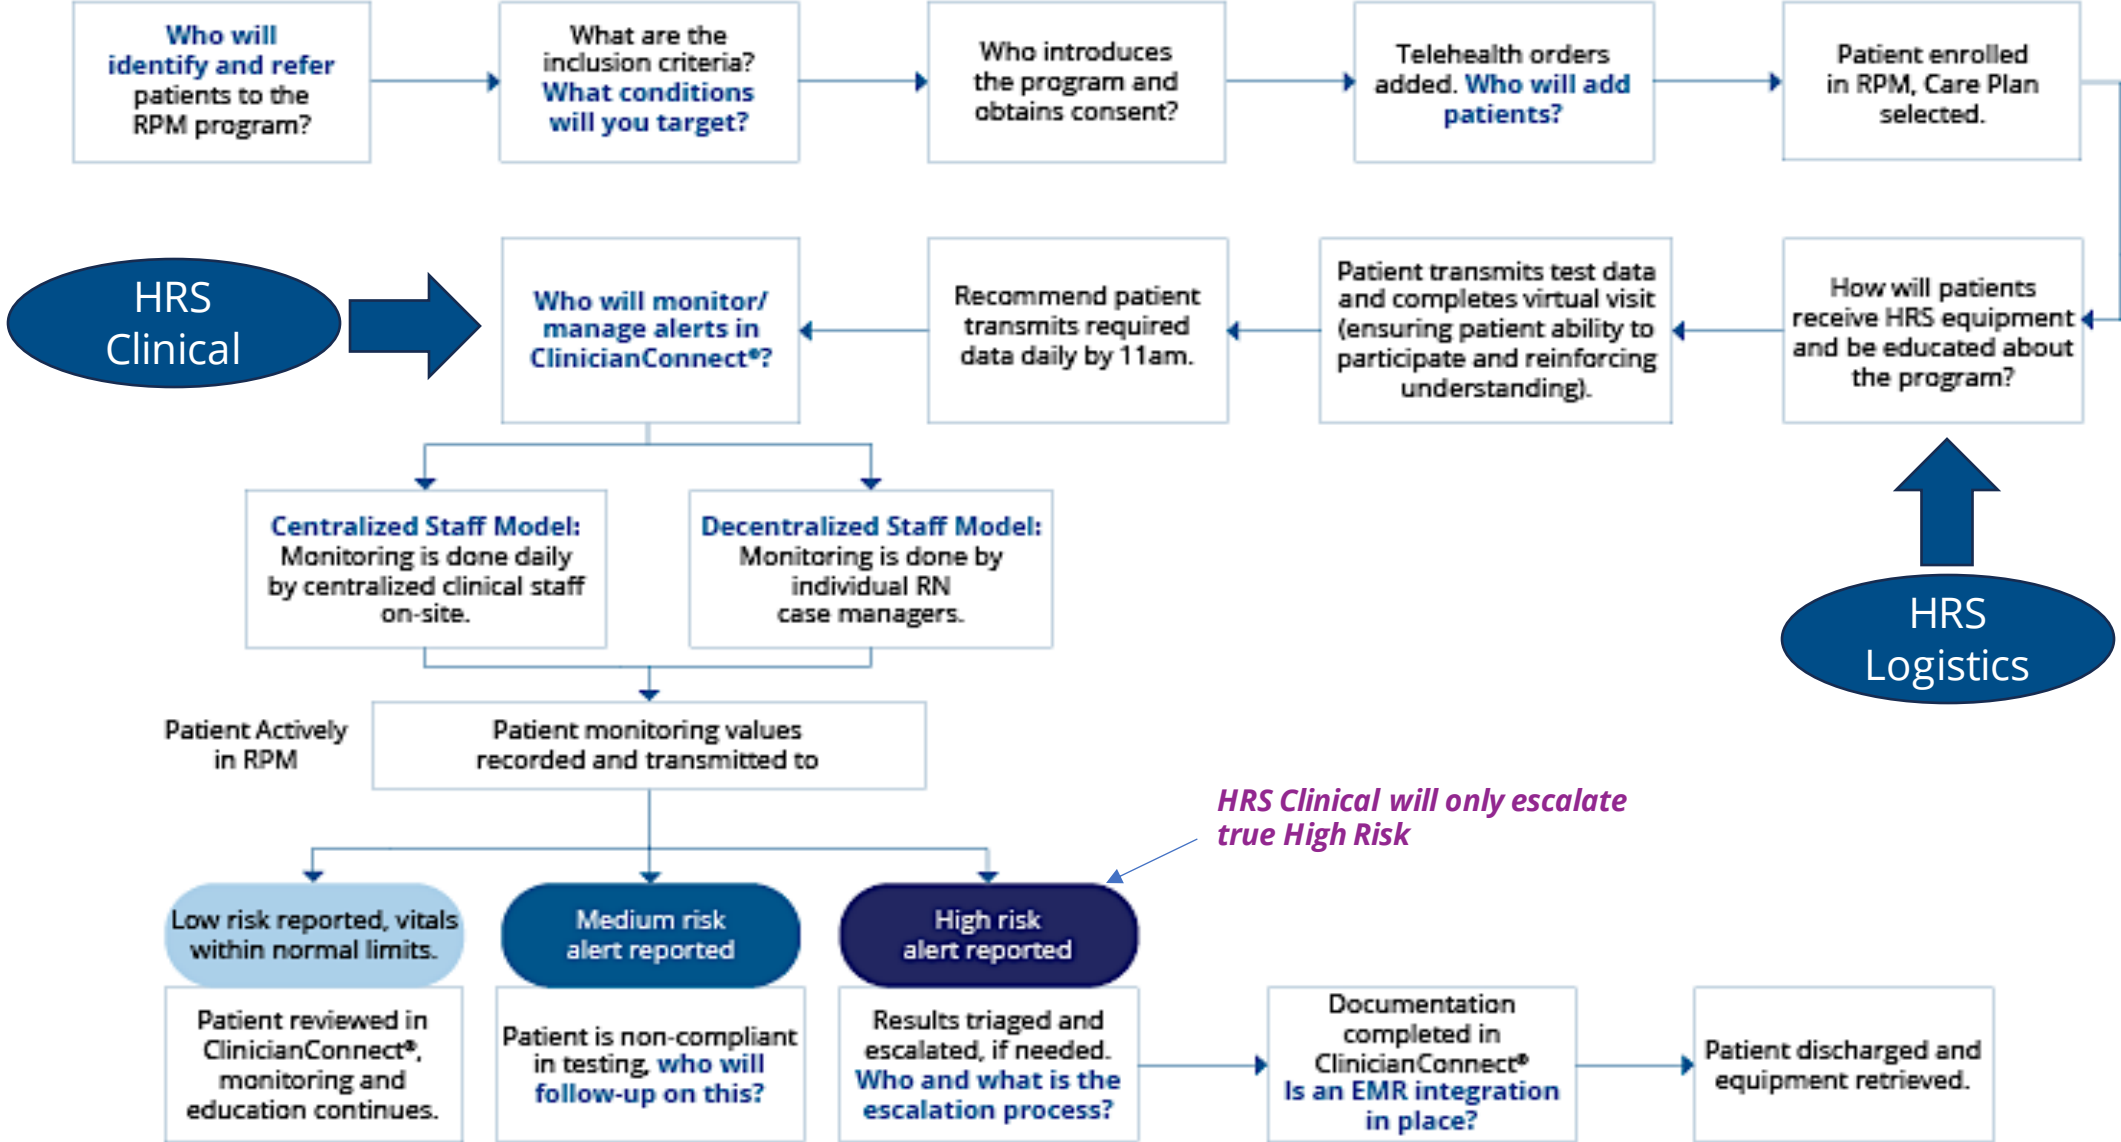 Who will
identify and refer
patients to the
RPM program?
What are the
inclusion criteria?
What conditions
will you target?
Who introduces
the program and
obtains consent?
Telehealth orders
added. Who will add
patients?
Patient enrolled
in RPM, Care Plan
selected.
How will patients
receive HRS equipment
and be educated about
the program?
HRS
Logistics
Patient transmits test data
and completes virtual visit
(ensuring patient ability to
participate and reinforcing
understanding).
Recommend patient
transmits required
data daily by 11am.
Who will monitor/
manage alerts in
ClinicianConnect®?
HRS
Clinical
Centralized Staff Model:
Monitoring is done daily
by centralized clinical staff
on-site.
Decentralized Staff Model:
Monitoring is done by
individual RN
case managers.
Patient Actively
in RPM
Patient monitoring values
recorded and transmitted to
HRS Clinical will only escalate
true High Risk
Low risk reported, vitals
within normal limits.
Patient reviewed in
ClinicianConnect®,
monitoring and
education continues.
Medium risk
alert reported
Patient is non-compliant
in testing, who will
follow-up on this?
High risk
alert reported
Results triaged and
escalated, if needed.
Who and what is the
escalation process?
Documentation
completed in
ClinicianConnect®
Is an EMR integration
in place?
Patient discharged and
equipment retrieved.